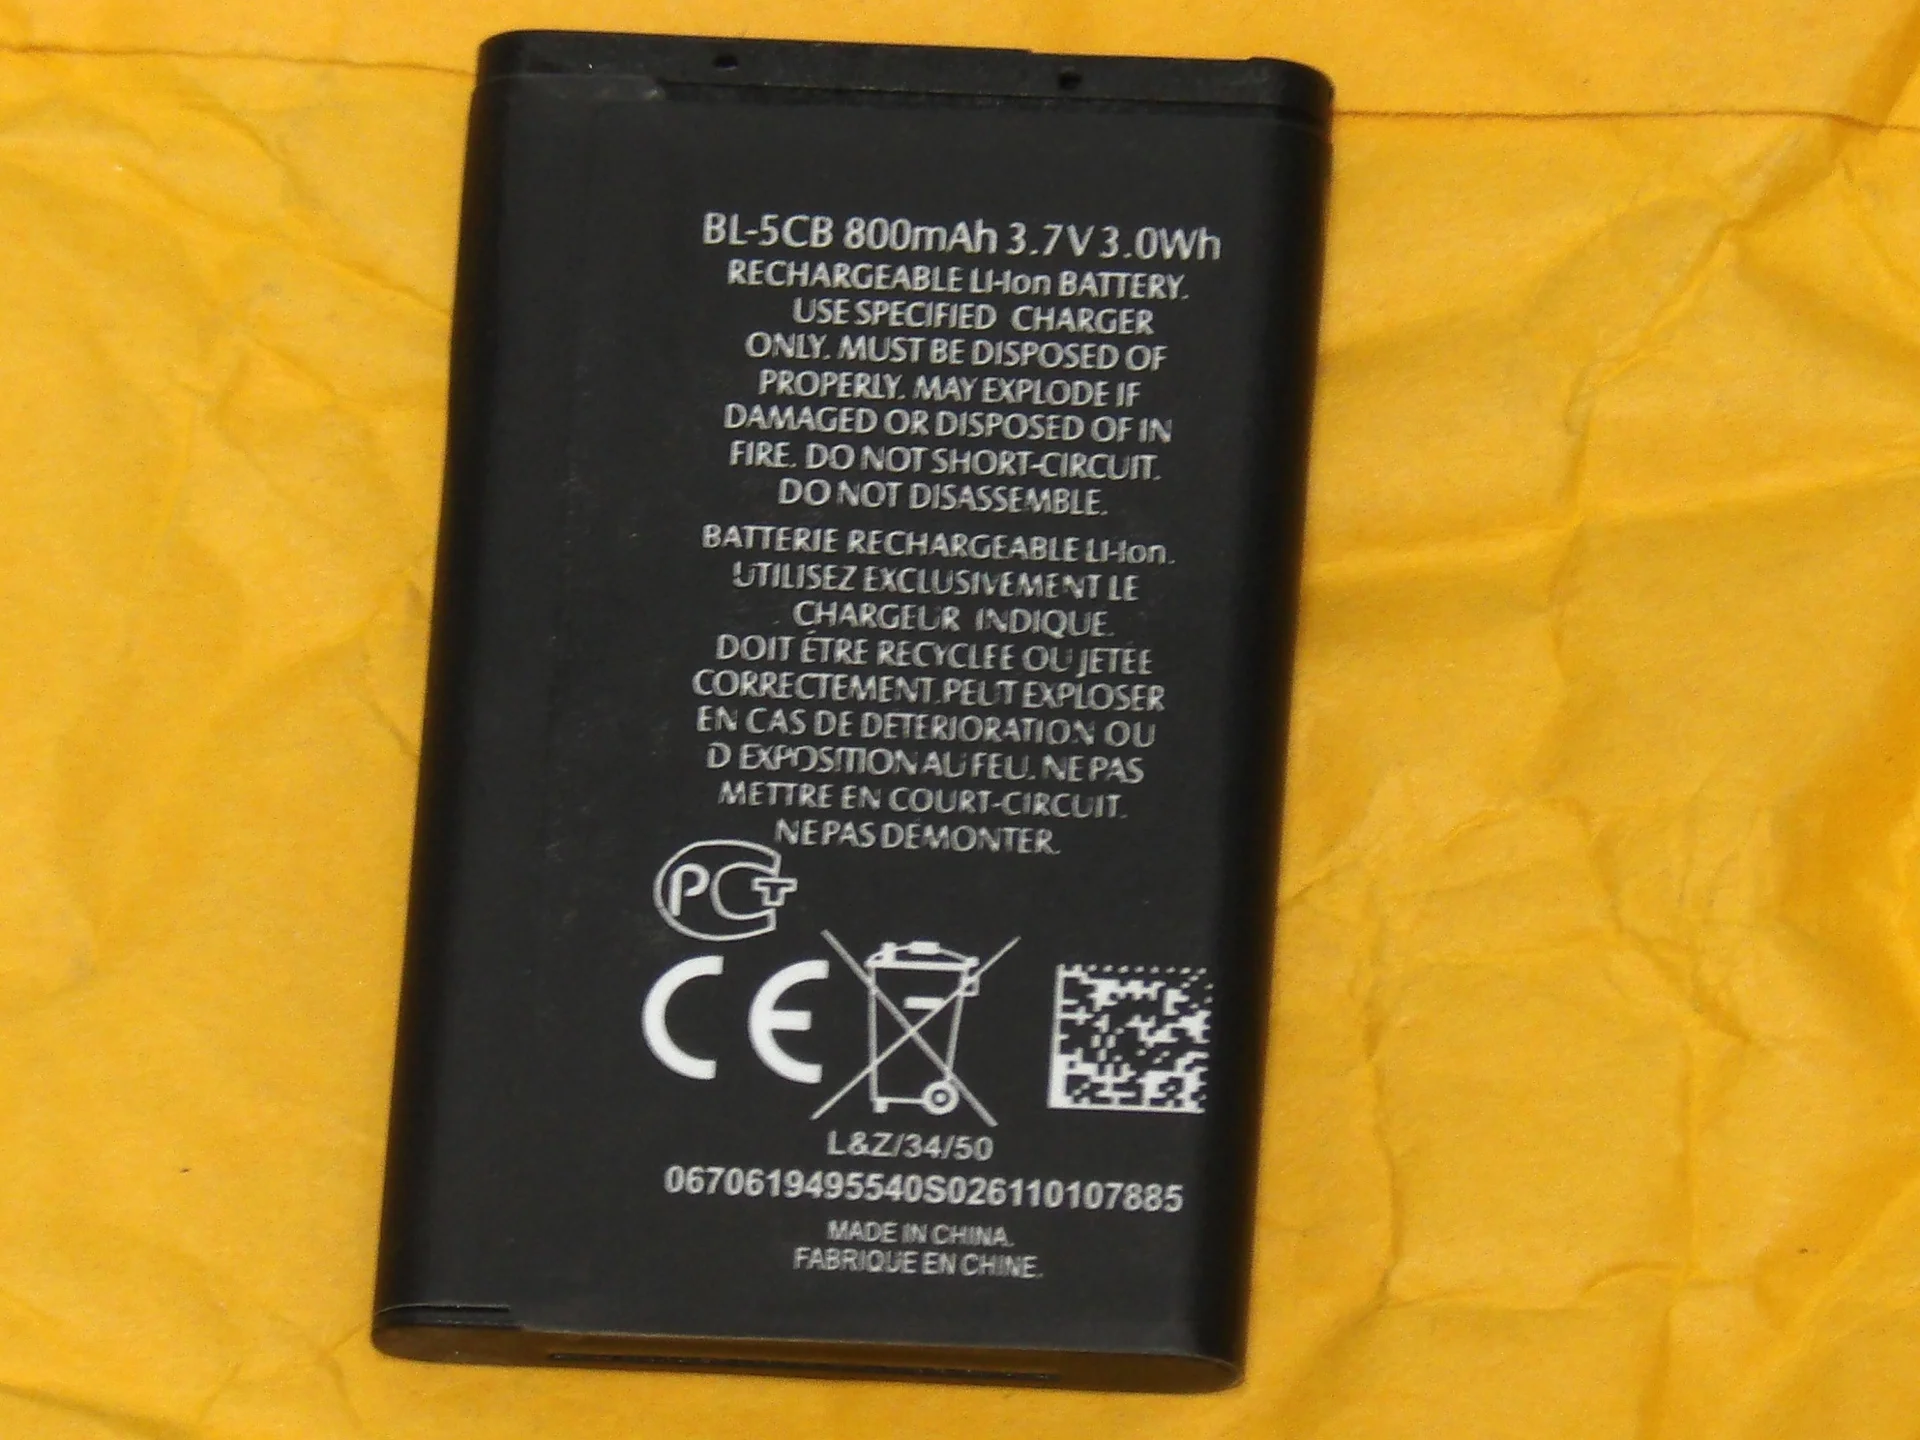 BL-5CB 800mAh 3.7V 3.0Wh
RECHARGEABLE LI-Ion BATTERY.
USE SPECIFIED CHARGER
ONLY. MUST BE DISPOSED OF
PROPERLY. MAY EXPLODE IF
DAMAGED OR DISPOSED OF IN
FIRE. DO NOT SHORT-CIRCUIT.
DO NOT DISASSEMBLE.
BATTERIE RECHARGEABLE LI-Ion.
UTILISEZ EXCLUSIVEMENT LE
CHARGEUR INDIQUE.
DOIT ÉTRE RECYCLEE OU JETEE
CORRECTEMENT.PEUT EXPLOSER
EN CAS DE DETERIORATION OU
D EXPOSITION AU FEU. NE PAS
METTRE EN COURT-CIRCUIT.
NE PAS DEMONTER.
РСТ
CE
L&Z/34/50
0670619495540S026110107885
MADE IN CHINA.
FABRIQUE EN CHINE.